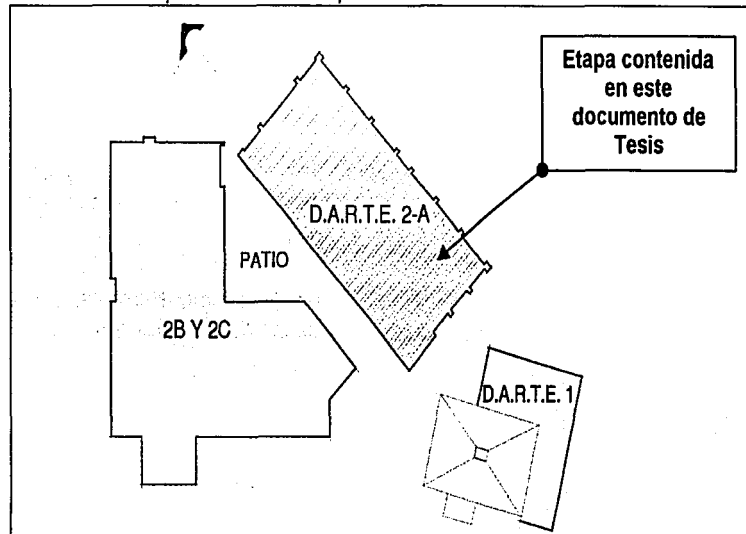 Etapa contenida
en este
documento de
Tesis
D.A.R.T.E. 2-A
PATIO
2B Y 2C
D.A.R.T.E. 1